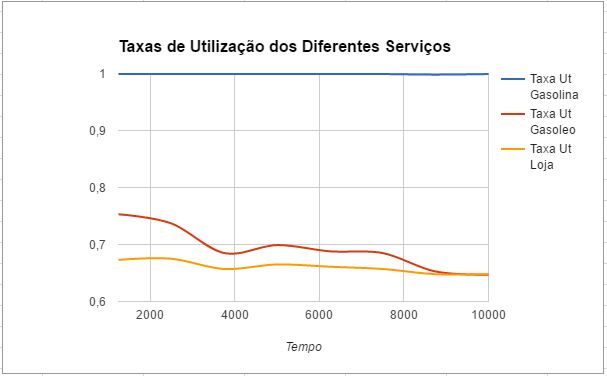 Taxas de Utilização dos Diferentes Serviços
1
0,9
0,8
0,7
0,6
2000
4000
6000
8000
10000
Tempo
Taxa Ut
Gasolina
Taxa Ut
Gasoleo
Taxa Ut
Loja